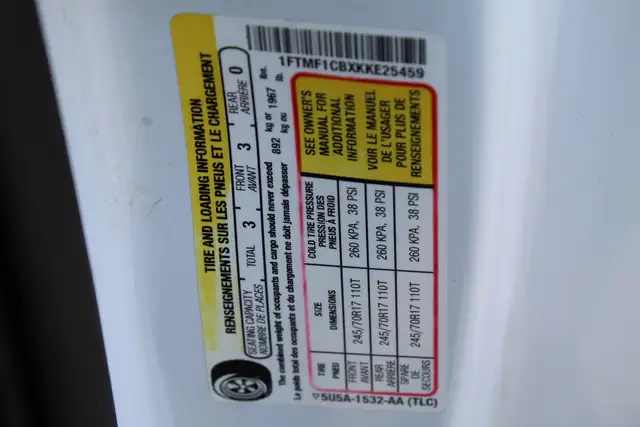 1FTMF1CBXKKE25459
TIRE AND LOADING INFORMATION
RENSEIGNEMENTS SUR LES PNEUS ET LE CHARGEMENT
SEATING CAPACITY
NOMBRE DE PLACES
TOTAL 3
FRONT
AVANT
3
REAR
ARRIÈRE
0
The combined weight of occupants and cargo should never exceed
Le poids total des occupants et du chargement ne doit jamais dépasser
892 kg or 1967 lbs.
kg ou lb.
TIRE
PNEU
SIZE
DIMENSIONS
COLD TIRE PRESSURE
PRESSION DES
PNEUS À FROID
FRONT
AVANT
245/70R17 110T
260 KPA, 38 PSI
REAR
ARRIÈRE
245/70R17 110T
260 KPA, 38 PSI
SPARE
DE
SECOURS
245/70R17 110T
260 KPA, 38 PSI
SEE OWNER'S
MANUAL FOR
ADDITIONAL
INFORMATION
VOIR LE MANUEL
DE L'USAGER
POUR PLUS DE
RENSEIGNEMENTS
5U5A-1532-AA (TLC)